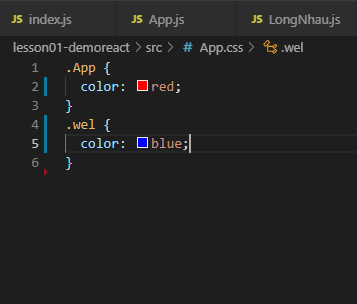 JS index.js JS App.js JS LongNhau.js
lesson01-demoreact > src > # App.css > .wel
1 .App {
2 color: red;
3 }
4 .wel {
5 color: blue;
6 }